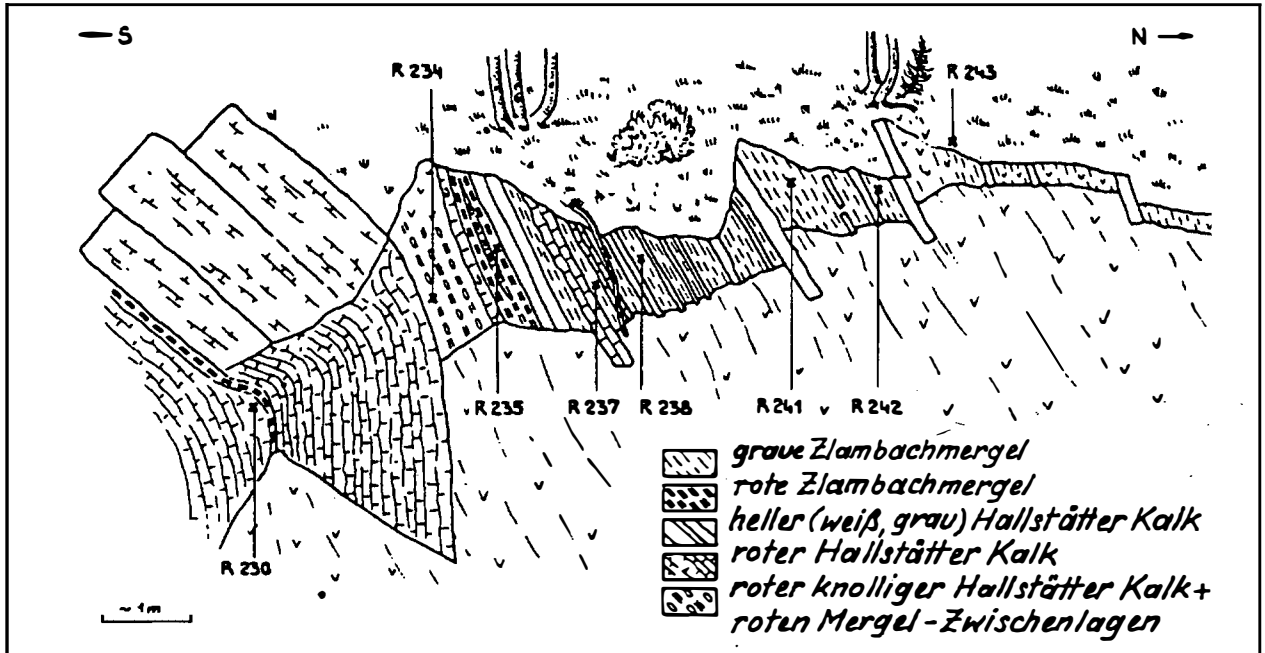 S
N
R 234
R 243
R 235
R 237
R 238
R 241
R 242
R 230
~ 1m
graue Zlambachmergel
rote Zlambachmergel
heller (weiß, grau) Hallstätter Kalk
roter Hallstätter Kalk
roter knolliger Hallstätter Kalk +
roten Mergel-Zwischenlagen